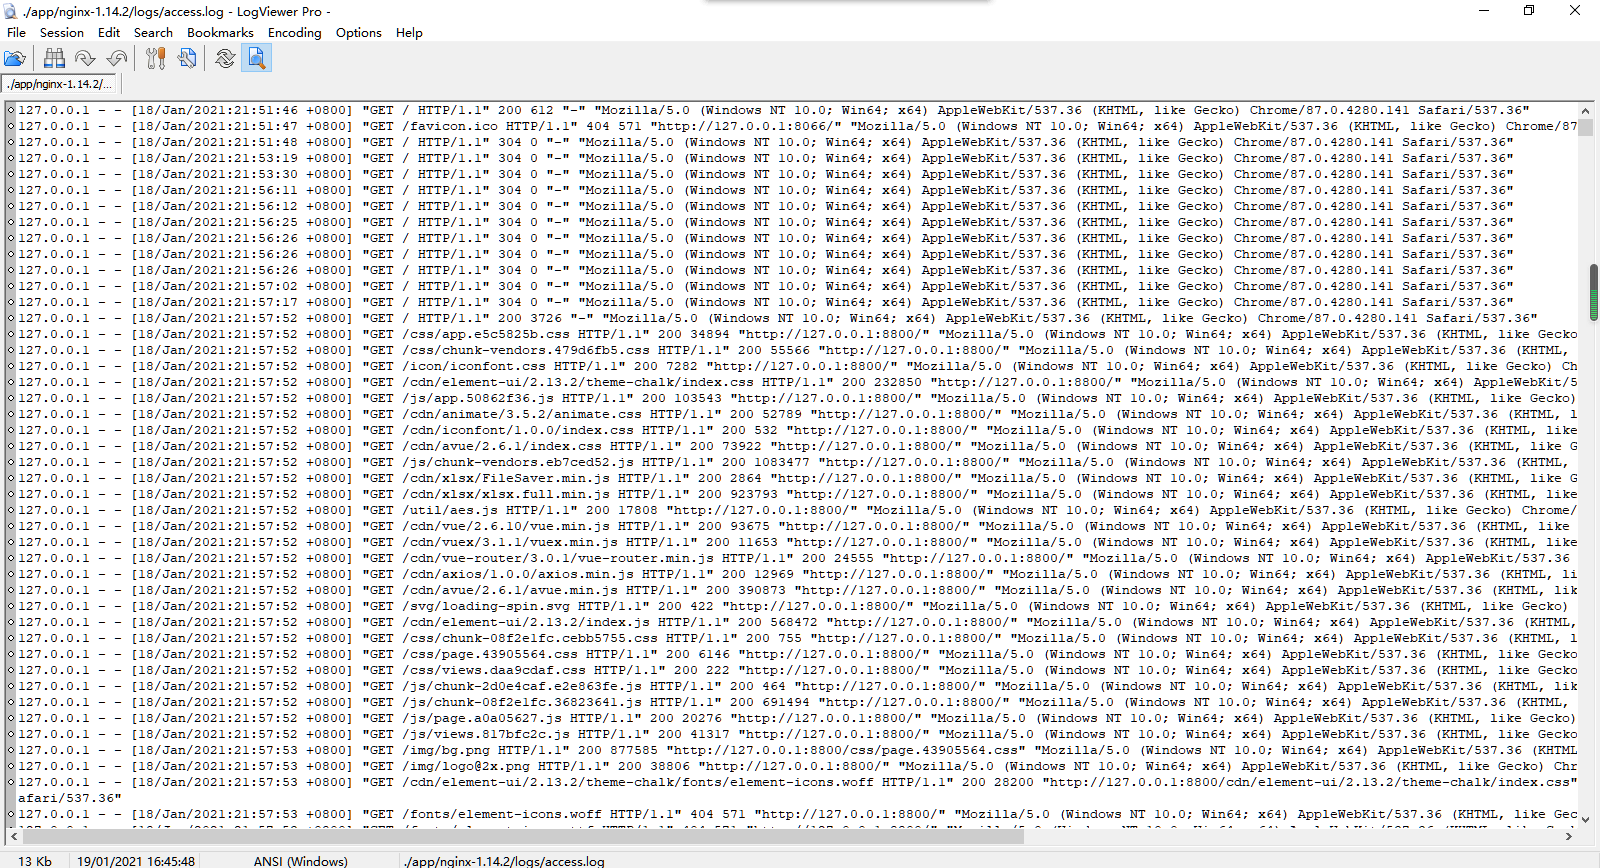 ./app/nginx-1.14.2/logs/access.log - LogViewer Pro -
File Session Edit Search Bookmarks Encoding Options Help
./app/nginx-1.14.2/...
127.0.0.1 - - [18/Jan/2021:21:51:46 +0800] "GET / HTTP/1.1" 200 612 "-" "Mozilla/5.0 (Windows NT 10.0; Win64; x64) AppleWebKit/537.36 (KHTML, like Gecko) Chrome/87.0.4280.141 Safari/537.36"
127.0.0.1 - - [18/Jan/2021:21:51:47 +0800] "GET /favicon.ico HTTP/1.1" 404 571 "http://127.0.0.1:8066/" "Mozilla/5.0 (Windows NT 10.0; Win64; x64) AppleWebKit/537.36 (KHTML, like Gecko) Chrome/87
127.0.0.1 - - [18/Jan/2021:21:51:48 +0800] "GET / HTTP/1.1" 304 0 "-" "Mozilla/5.0 (Windows NT 10.0; Win64; x64) AppleWebKit/537.36 (KHTML, like Gecko) Chrome/87.0.4280.141 Safari/537.36"
127.0.0.1 - - [18/Jan/2021:21:53:19 +0800] "GET / HTTP/1.1" 304 0 "-" "Mozilla/5.0 (Windows NT 10.0; Win64; x64) AppleWebKit/537.36 (KHTML, like Gecko) Chrome/87.0.4280.141 Safari/537.36"
127.0.0.1 - - [18/Jan/2021:21:53:30 +0800] "GET / HTTP/1.1" 304 0 "-" "Mozilla/5.0 (Windows NT 10.0; Win64; x64) AppleWebKit/537.36 (KHTML, like Gecko) Chrome/87.0.4280.141 Safari/537.36"
127.0.0.1 - - [18/Jan/2021:21:56:11 +0800] "GET / HTTP/1.1" 304 0 "-" "Mozilla/5.0 (Windows NT 10.0; Win64; x64) AppleWebKit/537.36 (KHTML, like Gecko) Chrome/87.0.4280.141 Safari/537.36"
127.0.0.1 - - [18/Jan/2021:21:56:12 +0800] "GET / HTTP/1.1" 304 0 "-" "Mozilla/5.0 (Windows NT 10.0; Win64; x64) AppleWebKit/537.36 (KHTML, like Gecko) Chrome/87.0.4280.141 Safari/537.36"
127.0.0.1 - - [18/Jan/2021:21:56:25 +0800] "GET / HTTP/1.1" 304 0 "-" "Mozilla/5.0 (Windows NT 10.0; Win64; x64) AppleWebKit/537.36 (KHTML, like Gecko) Chrome/87.0.4280.141 Safari/537.36"
127.0.0.1 - - [18/Jan/2021:21:56:26 +0800] "GET / HTTP/1.1" 304 0 "-" "Mozilla/5.0 (Windows NT 10.0; Win64; x64) AppleWebKit/537.36 (KHTML, like Gecko) Chrome/87.0.4280.141 Safari/537.36"
127.0.0.1 - - [18/Jan/2021:21:56:26 +0800] "GET / HTTP/1.1" 304 0 "-" "Mozilla/5.0 (Windows NT 10.0; Win64; x64) AppleWebKit/537.36 (KHTML, like Gecko) Chrome/87.0.4280.141 Safari/537.36"
127.0.0.1 - - [18/Jan/2021:21:56:26 +0800] "GET / HTTP/1.1" 304 0 "-" "Mozilla/5.0 (Windows NT 10.0; Win64; x64) AppleWebKit/537.36 (KHTML, like Gecko) Chrome/87.0.4280.141 Safari/537.36"
127.0.0.1 - - [18/Jan/2021:21:57:02 +0800] "GET / HTTP/1.1" 304 0 "-" "Mozilla/5.0 (Windows NT 10.0; Win64; x64) AppleWebKit/537.36 (KHTML, like Gecko) Chrome/87.0.4280.141 Safari/537.36"
127.0.0.1 - - [18/Jan/2021:21:57:17 +0800] "GET / HTTP/1.1" 304 0 "-" "Mozilla/5.0 (Windows NT 10.0; Win64; x64) AppleWebKit/537.36 (KHTML, like Gecko) Chrome/87.0.4280.141 Safari/537.36"
127.0.0.1 - - [18/Jan/2021:21:57:52 +0800] "GET / HTTP/1.1" 200 3726 "-" "Mozilla/5.0 (Windows NT 10.0; Win64; x64) AppleWebKit/537.36 (KHTML, like Gecko) Chrome/87.0.4280.141 Safari/537.36"
127.0.0.1 - - [18/Jan/2021:21:57:52 +0800] "GET /css/app.e5c5825b.css HTTP/1.1" 200 34894 "http://127.0.0.1:8800/" "Mozilla/5.0 (Windows NT 10.0; Win64; x64) AppleWebKit/537.36 (KHTML, like Gecko
127.0.0.1 - - [18/Jan/2021:21:57:52 +0800] "GET /css/chunk-vendors.479d6fb5.css HTTP/1.1" 200 55566 "http://127.0.0.1:8800/" "Mozilla/5.0 (Windows NT 10.0; Win64; x64) AppleWebKit/537.36 (KHTML,
127.0.0.1 - - [18/Jan/2021:21:57:52 +0800] "GET /icon/iconfont.css HTTP/1.1" 200 7282 "http://127.0.0.1:8800/" "Mozilla/5.0 (Windows NT 10.0; Win64; x64) AppleWebKit/537.36 (KHTML, like Gecko) Ch
127.0.0.1 - - [18/Jan/2021:21:57:52 +0800] "GET /cdn/element-ui/2.13.2/theme-chalk/index.css HTTP/1.1" 200 232850 "http://127.0.0.1:8800/" "Mozilla/5.0 (Windows NT 10.0; Win64; x64) AppleWebKit/5
127.0.0.1 - - [18/Jan/2021:21:57:52 +0800] "GET /js/app.50862f36.js HTTP/1.1" 200 103543 "http://127.0.0.1:8800/" "Mozilla/5.0 (Windows NT 10.0; Win64; x64) AppleWebKit/537.36 (KHTML, like Gecko)
127.0.0.1 - - [18/Jan/2021:21:57:52 +0800] "GET /cdn/animate/3.5.2/animate.css HTTP/1.1" 200 52789 "http://127.0.0.1:8800/" "Mozilla/5.0 (Windows NT 10.0; Win64; x64) AppleWebKit/537.36 (KHTML, l
127.0.0.1 - - [18/Jan/2021:21:57:52 +0800] "GET /cdn/iconfont/1.0.0/index.css HTTP/1.1" 200 532 "http://127.0.0.1:8800/" "Mozilla/5.0 (Windows NT 10.0; Win64; x64) AppleWebKit/537.36 (KHTML, like
127.0.0.1 - - [18/Jan/2021:21:57:52 +0800] "GET /cdn/avue/2.6.1/index.css HTTP/1.1" 200 73922 "http://127.0.0.1:8800/" "Mozilla/5.0 (Windows NT 10.0; Win64; x64) AppleWebKit/537.36 (KHTML, like G
127.0.0.1 - - [18/Jan/2021:21:57:52 +0800] "GET /js/chunk-vendors.eb7ced52.js HTTP/1.1" 200 1083477 "http://127.0.0.1:8800/" "Mozilla/5.0 (Windows NT 10.0; Win64; x64) AppleWebKit/537.36 (KHTML,
127.0.0.1 - - [18/Jan/2021:21:57:52 +0800] "GET /cdn/xlsx/FileSaver.min.js HTTP/1.1" 200 2864 "http://127.0.0.1:8800/" "Mozilla/5.0 (Windows NT 10.0; Win64; x64) AppleWebKit/537.36 (KHTML, like G
127.0.0.1 - - [18/Jan/2021:21:57:52 +0800] "GET /cdn/xlsx/xlsx.full.min.js HTTP/1.1" 200 923793 "http://127.0.0.1:8800/" "Mozilla/5.0 (Windows NT 10.0; Win64; x64) AppleWebKit/537.36 (KHTML, like
127.0.0.1 - - [18/Jan/2021:21:57:52 +0800] "GET /util/aes.js HTTP/1.1" 200 17808 "http://127.0.0.1:8800/" "Mozilla/5.0 (Windows NT 10.0; Win64; x64) AppleWebKit/537.36 (KHTML, like Gecko) Chrome/
127.0.0.1 - - [18/Jan/2021:21:57:52 +0800] "GET /cdn/vue/2.6.10/vue.min.js HTTP/1.1" 200 93675 "http://127.0.0.1:8800/" "Mozilla/5.0 (Windows NT 10.0; Win64; x64) AppleWebKit/537.36 (KHTML, like
127.0.0.1 - - [18/Jan/2021:21:57:52 +0800] "GET /cdn/vuex/3.1.1/vuex.min.js HTTP/1.1" 200 11653 "http://127.0.0.1:8800/" "Mozilla/5.0 (Windows NT 10.0; Win64; x64) AppleWebKit/537.36 (KHTML, like
127.0.0.1 - - [18/Jan/2021:21:57:52 +0800] "GET /cdn/vue-router/3.0.1/vue-router.min.js HTTP/1.1" 200 24555 "http://127.0.0.1:8800/" "Mozilla/5.0 (Windows NT 10.0; Win64; x64) AppleWebKit/537.36
127.0.0.1 - - [18/Jan/2021:21:57:52 +0800] "GET /cdn/axios/1.0.0/axios.min.js HTTP/1.1" 200 12969 "http://127.0.0.1:8800/" "Mozilla/5.0 (Windows NT 10.0; Win64; x64) AppleWebKit/537.36 (KHTML, li
127.0.0.1 - - [18/Jan/2021:21:57:52 +0800] "GET /cdn/avue/2.6.1/avue.min.js HTTP/1.1" 200 390873 "http://127.0.0.1:8800/" "Mozilla/5.0 (Windows NT 10.0; Win64; x64) AppleWebKit/537.36 (KHTML, lik
127.0.0.1 - - [18/Jan/2021:21:57:52 +0800] "GET /svg/loading-spin.svg HTTP/1.1" 200 422 "http://127.0.0.1:8800/" "Mozilla/5.0 (Windows NT 10.0; Win64; x64) AppleWebKit/537.36 (KHTML, like Gecko)
127.0.0.1 - - [18/Jan/2021:21:57:52 +0800] "GET /cdn/element-ui/2.13.2/index.js HTTP/1.1" 200 568472 "http://127.0.0.1:8800/" "Mozilla/5.0 (Windows NT 10.0; Win64; x64) AppleWebKit/537.36 (KHTML,
127.0.0.1 - - [18/Jan/2021:21:57:52 +0800] "GET /css/chunk-08f2e1fc.cebb5755.css HTTP/1.1" 200 755 "http://127.0.0.1:8800/" "Mozilla/5.0 (Windows NT 10.0; Win64; x64) AppleWebKit/537.36 (KHTML, l
127.0.0.1 - - [18/Jan/2021:21:57:52 +0800] "GET /css/page.43905564.css HTTP/1.1" 200 6146 "http://127.0.0.1:8800/" "Mozilla/5.0 (Windows NT 10.0; Win64; x64) AppleWebKit/537.36 (KHTML, like Gecko
127.0.0.1 - - [18/Jan/2021:21:57:52 +0800] "GET /css/views.daa9cdaf.css HTTP/1.1" 200 222 "http://127.0.0.1:8800/" "Mozilla/5.0 (Windows NT 10.0; Win64; x64) AppleWebKit/537.36 (KHTML, like Gecko
127.0.0.1 - - [18/Jan/2021:21:57:52 +0800] "GET /js/chunk-2d0e4caf.e2e863fe.js HTTP/1.1" 200 464 "http://127.0.0.1:8800/" "Mozilla/5.0 (Windows NT 10.0; Win64; x64) AppleWebKit/537.36 (KHTML, lik
127.0.0.1 - - [18/Jan/2021:21:57:52 +0800] "GET /js/chunk-08f2e1fc.36823641.js HTTP/1.1" 200 691494 "http://127.0.0.1:8800/" "Mozilla/5.0 (Windows NT 10.0; Win64; x64) AppleWebKit/537.36 (KHTML,
127.0.0.1 - - [18/Jan/2021:21:57:52 +0800] "GET /js/page.a0a05627.js HTTP/1.1" 200 20276 "http://127.0.0.1:8800/" "Mozilla/5.0 (Windows NT 10.0; Win64; x64) AppleWebKit/537.36 (KHTML, like Gecko)
127.0.0.1 - - [18/Jan/2021:21:57:52 +0800] "GET /js/views.817bfc2c.js HTTP/1.1" 200 41317 "http://127.0.0.1:8800/" "Mozilla/5.0 (Windows NT 10.0; Win64; x64) AppleWebKit/537.36 (KHTML, like Gecko
127.0.0.1 - - [18/Jan/2021:21:57:53 +0800] "GET /img/bg.png HTTP/1.1" 200 877585 "http://127.0.0.1:8800/css/page.43905564.css" "Mozilla/5.0 (Windows NT 10.0; Win64; x64) AppleWebKit/537.36 (KHTML
127.0.0.1 - - [18/Jan/2021:21:57:53 +0800] "GET /img/logo@2x.png HTTP/1.1" 200 38806 "http://127.0.0.1:8800/" "Mozilla/5.0 (Windows NT 10.0; Win64; x64) AppleWebKit/537.36 (KHTML, like Gecko) Chr
127.0.0.1 - - [18/Jan/2021:21:57:53 +0800] "GET /cdn/element-ui/2.13.2/theme-chalk/fonts/element-icons.woff HTTP/1.1" 200 28200 "http://127.0.0.1:8800/cdn/element-ui/2.13.2/theme-chalk/index.css"
afari/537.36"
127.0.0.1 - - [18/Jan/2021:21:57:53 +0800] "GET /fonts/element-icons.woff HTTP/1.1" 404 571 "http://127.0.0.1:8800/" "Mozilla/5.0 (Windows NT 10.0; Win64; x64) AppleWebKit/537.36 (KHTML, like Gec
13 Kb 19/01/2021 16:45:48 ANSI (Windows) ./app/nginx-1.14.2/logs/access.log